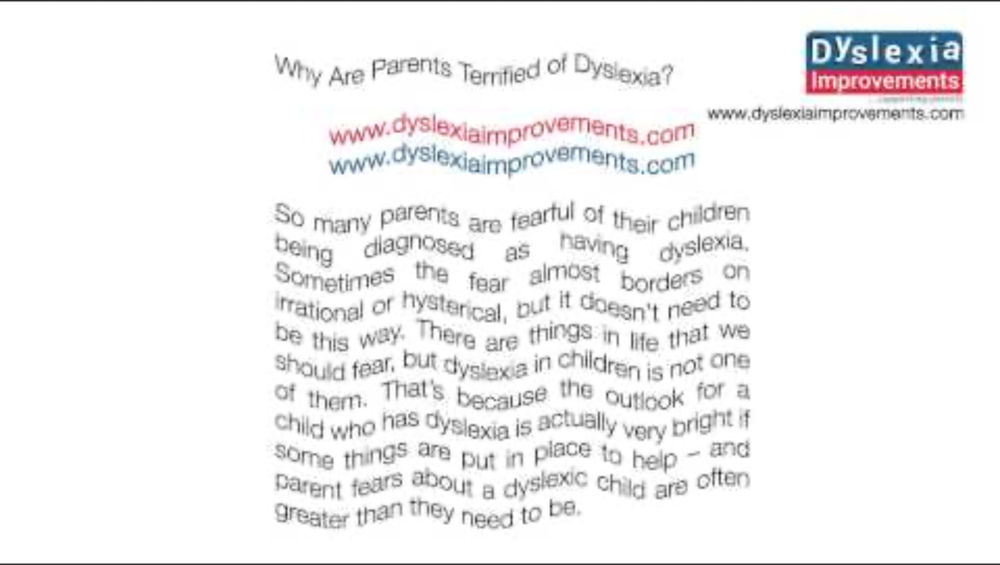 Why Are Parents Terrified of Dyslexia?
Dyslexia
Improvements
www.dyslexiaimprovements.com
www.dyslexiaimprovements.com
www.dyslexiaimprovements.com
So many parents are fearful of their children
being diagnosed as having dyslexia.
Sometimes the fear almost borders on
irrational or hysterical, but it doesn't need to
be this way. There are things in life that we
should fear, but dyslexia in children is not one
of them. That's because the outlook for a
child who has dyslexia is actually very bright if
some things are put in place to help – and
parent fears about a dyslexic child are often
greater than they need to be.